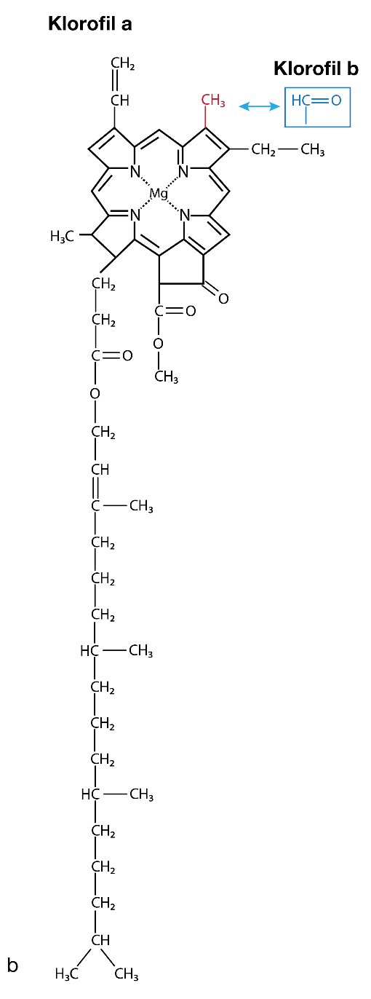 Klorofil a
CH₂
Klorofil b
CH
CH₃
HC=O
CH₂—CH₃
N
N
Mg
N
N
H₃C
CH₂
O
C=O
CH₂
O
C=O
CH₃
O
CH₂
CH
C—CH₃
CH₂
CH₂
CH₂
HC—CH₃
CH₂
CH₂
CH₂
HC—CH₃
CH₂
CH₂
CH₂
CH
b
H₃C
CH₃